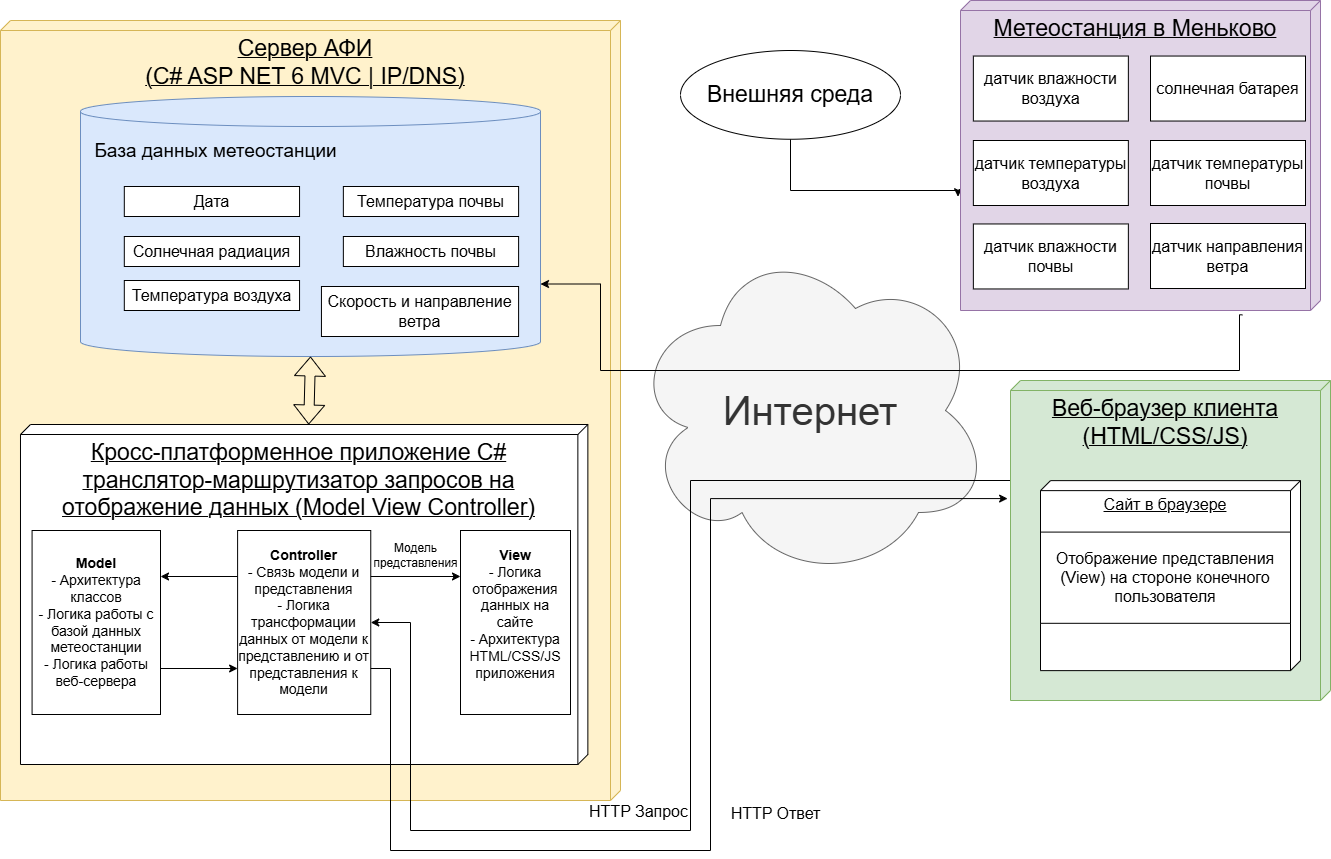 Сервер АФИ
(C# ASP NET 6 MVC | IP/DNS)
База данных метеостанции
Дата
Температура почвы
Солнечная радиация
Влажность почвы
Температура воздуха
Скорость и направление
ветра
Кросс-платформенное приложение C#
транслятор-маршрутизатор запросов на
отображение данных (Model View Controller)
Model
- Архитектура
классов
- Логика работы с
базой данных
метеостанции
- Логика работы
веб-сервера
Controller
- Связь модели и
представления
- Логика
трансформации
данных от модели к
представлению и от
представления к
модели
Модель
представления
View
- Логика
отображения
данных на
сайте
- Архитектура
HTML/CSS/JS
приложения
Внешняя среда
Метеостанция в Меньково
датчик влажности
воздуха
солнечная батарея
датчик температуры
воздуха
датчик температуры
почвы
датчик влажности
почвы
датчик направления
ветра
Интернет
Веб-браузер клиента
(HTML/CSS/JS)
Сайт в браузере
Отображение представления
(View) на стороне конечного
пользователя
HTTP Запрос
HTTP Ответ